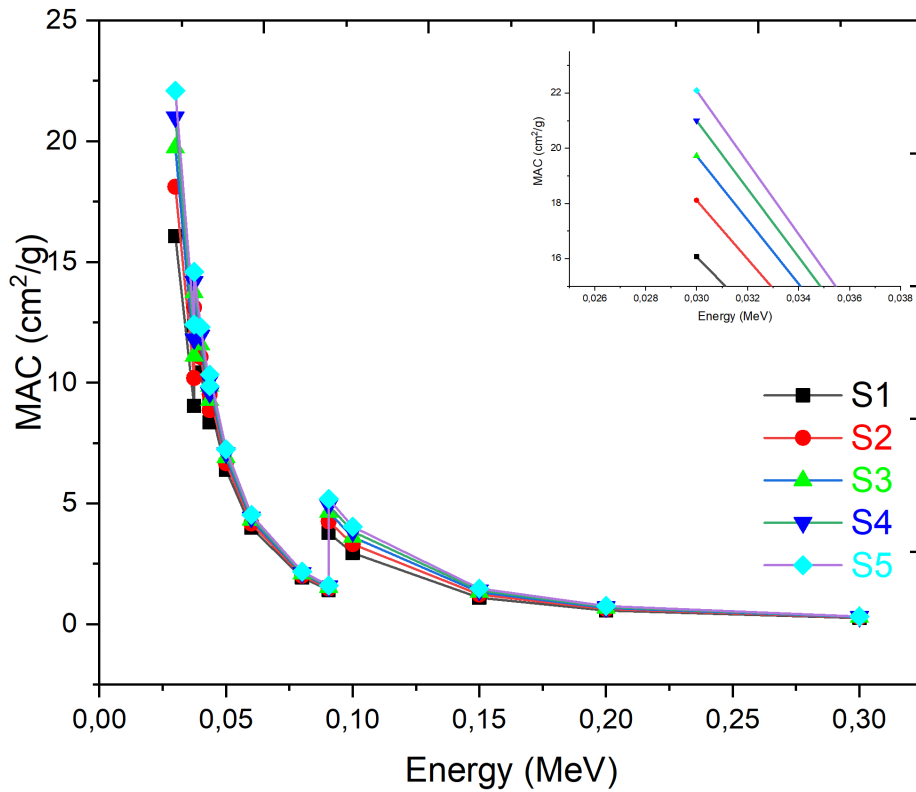 25
20
15
10
5
0
MAC (cm²/g)
0,00
0,05
0,10
0,15
0,20
0,25
0,30
Energy (MeV)
22
20
18
16
MAC (cm²/g)
0,026
0,028
0,030
0,032
0,034
0,036
0,038
Energy (MeV)
S1
S2
S3
S4
S5